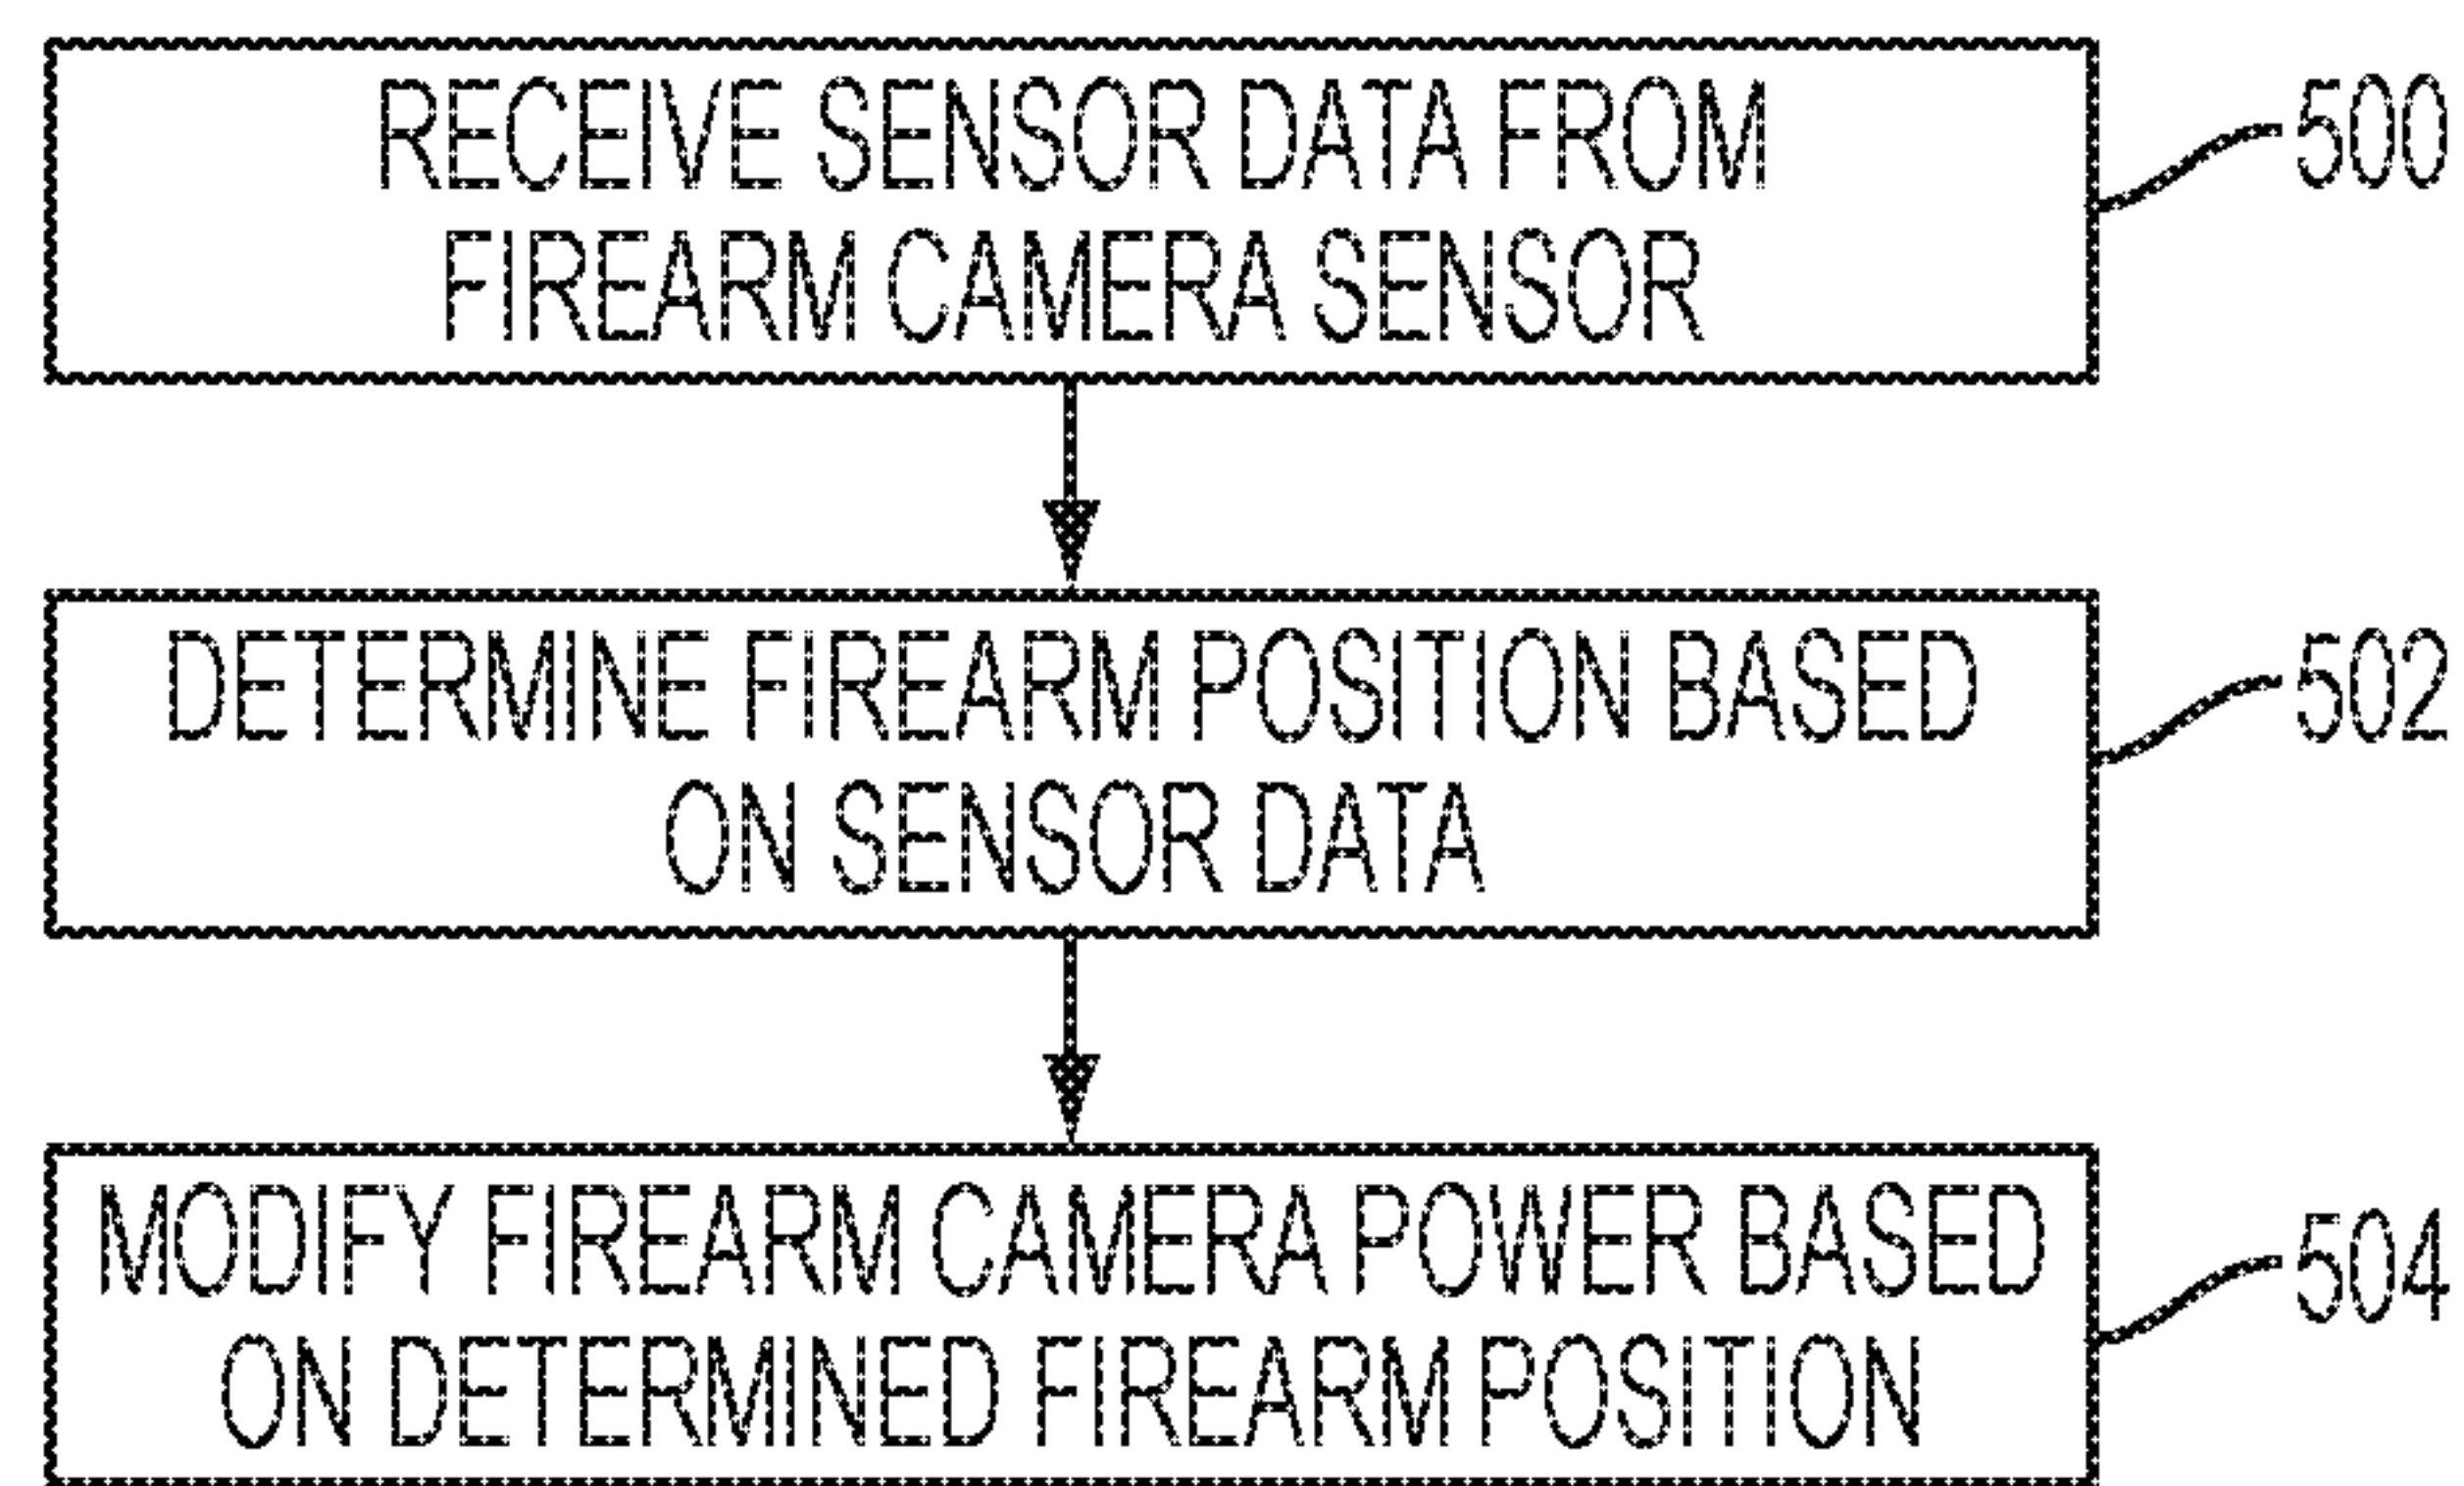 RECEIVE SENSOR DATA FROM
FIREARM CAMERA SENSOR
500
DETERMINE FIREARM POSITION BASED
ON SENSOR DATA
502
MODIFY FIREARM CAMERA POWER BASED
ON DETERMINED FIREARM POSITION
504